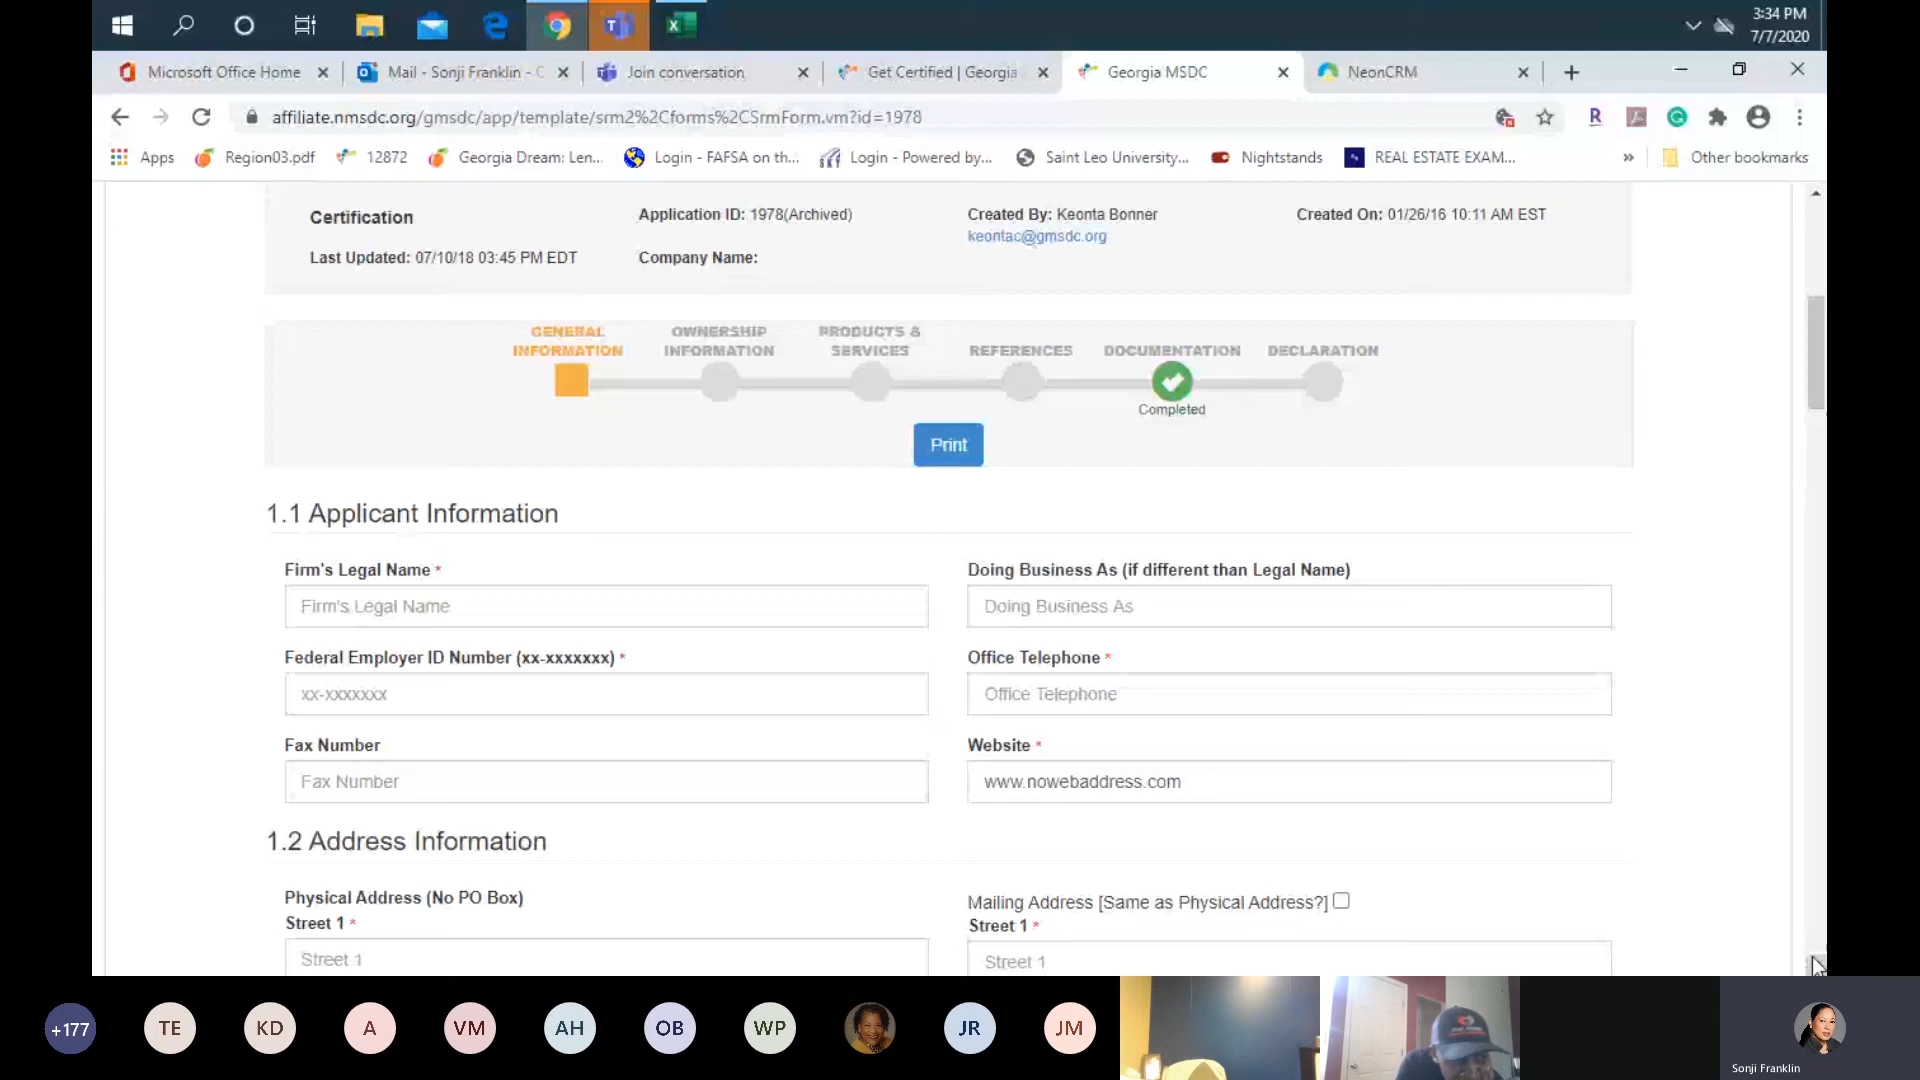 3:34 PM
7/7/2020
Microsoft Office Home
Mail - Sonji Franklin - C
Join conversation
Get Certified | Georgia
Georgia MSDC
NeonCRM
affiliate.nmsdc.org/gmsdc/app/template/srm2%2Cforms%2CSrmForm.vm?id=1978
Apps
Region03.pdf
12872
Georgia Dream: Len...
Login - FAFSA on th...
Login - Powered by...
Saint Leo University...
Nightstands
REAL ESTATE EXAM...
»
Other bookmarks
Certification
Application ID: 1978(Archived)
Created By: Keonta Bonner
keontac@gmsdc.org
Created On: 01/26/16 10:11 AM EST
Last Updated: 07/10/18 03:45 PM EDT
Company Name:
GENERAL
INFORMATION
OWNERSHIP
INFORMATION
PRODUCTS &
SERVICES
REFERENCES
DOCUMENTATION
DECLARATION
Completed
Print
1.1 Applicant Information
Firm's Legal Name *
Firm's Legal Name
Doing Business As (if different than Legal Name)
Doing Business As
Federal Employer ID Number (xx-xxxxxxx) *
xx-xxxxxxx
Office Telephone *
Office Telephone
Fax Number
Fax Number
Website *
www.nowebaddress.com
1.2 Address Information
Physical Address (No PO Box)
Street 1 *
Street 1
Mailing Address [Same as Physical Address?]
Street 1 *
Street 1
+177
TE
KD
A
VM
AH
OB
WP
JR
JM
Sonji Franklin